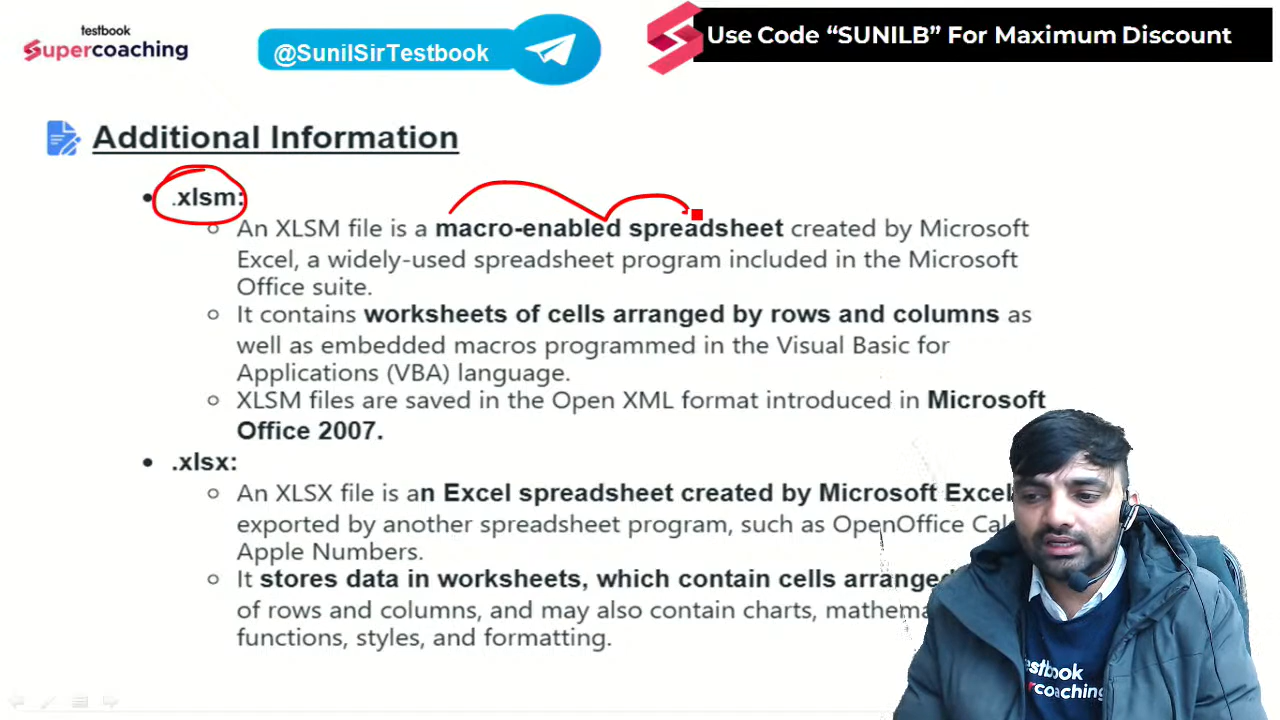 testbook
Supercoaching
@SunilSirTestbook
Use Code “SUNILB” For Maximum Discount
Additional Information
• .xlsm:
An XLSM file is a macro-enabled spreadsheet created by Microsoft
Excel, a widely-used spreadsheet program included in the Microsoft
Office suite.
It contains worksheets of cells arranged by rows and columns as
well as embedded macros programmed in the Visual Basic for
Applications (VBA) language.
XLSM files are saved in the Open XML format introduced in Microsoft
Office 2007.
• .xlsx:
An XLSX file is an Excel spreadsheet created by Microsoft Excel
exported by another spreadsheet program, such as OpenOffice
Apple Numbers.
It stores data in worksheets, which contain cells arranged
of rows and columns, and may also contain charts,
functions, styles, and formatting.
testbook